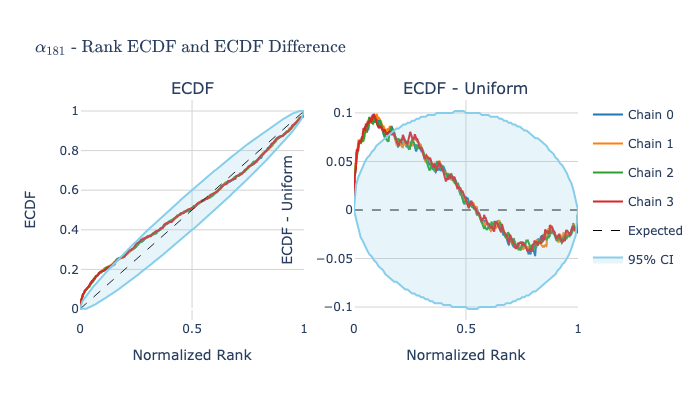 α₁₈₁ - Rank ECDF and ECDF Difference
ECDF
ECDF - Uniform
ECDF
1
0.8
0.6
0.4
0.2
0
0
0.5
1
Normalized Rank
ECDF - Uniform
0.1
0.05
0
−0.05
−0.1
0
0.5
1
Normalized Rank
Chain 0
Chain 1
Chain 2
Chain 3
Expected
95% CI